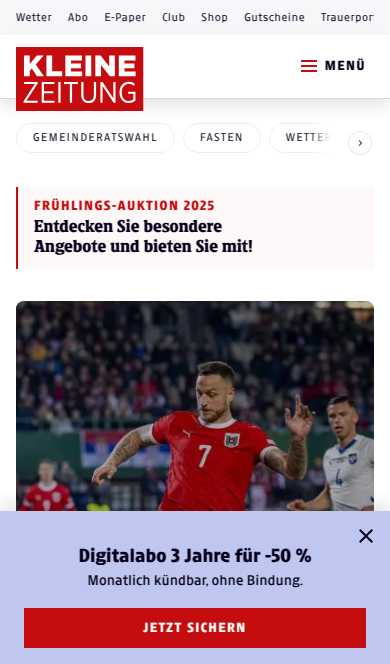 Wetter Abo E-Paper Club Shop Gutscheine Trauerpor
KLEINE
ZEITUNG
MENÜ
GEMEINDERATSWAHL FASTEN WETTER
FRÜHLINGS-AUKTION 2025
Entdecken Sie besondere
Angebote und bieten Sie mit!
7
Digitalabo 3 Jahre für -50 %
Monatlich kündbar, ohne Bindung.
JETZT SICHERN